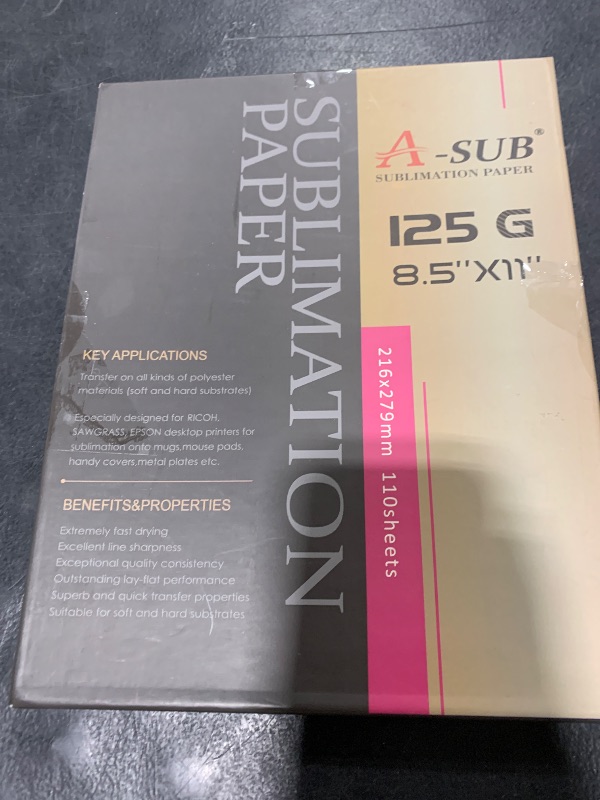 SUBLIMATION
PAPER
A-SUB®
SUBLIMATION PAPER
125 G
8.5"X11"
216x279mm 110sheets
KEY APPLICATIONS
Transfer on all kinds of polyester
materials (soft and hard substrates)
Especially designed for RICOH,
SAWGRASS, EPSON desktop printers for
sublimation onto mugs,mouse pads,
handy covers,metal plates etc.
BENEFITS&PROPERTIES
Extremely fast drying
Excellent line sharpness
Exceptional quality consistency
Outstanding lay-flat performance
Superb and quick transfer properties
Suitable for soft and hard substrates